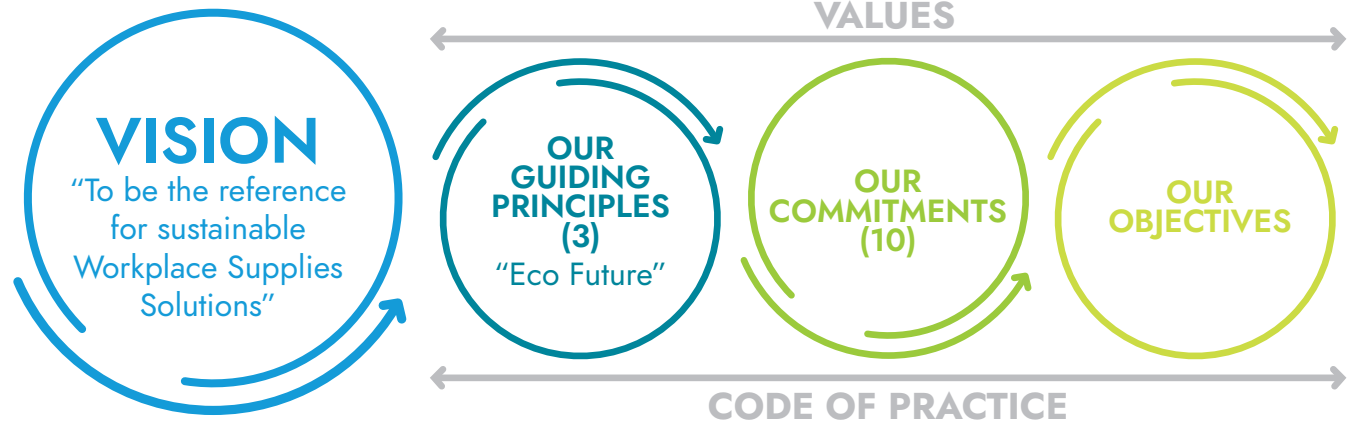 VALUES
VISION
“To be the reference
for sustainable
Workplace Supplies
Solutions”
OUR
GUIDING
PRINCIPLES
(3)
“Eco Future”
OUR
COMMITMENTS
(10)
OUR
OBJECTIVES
CODE OF PRACTICE